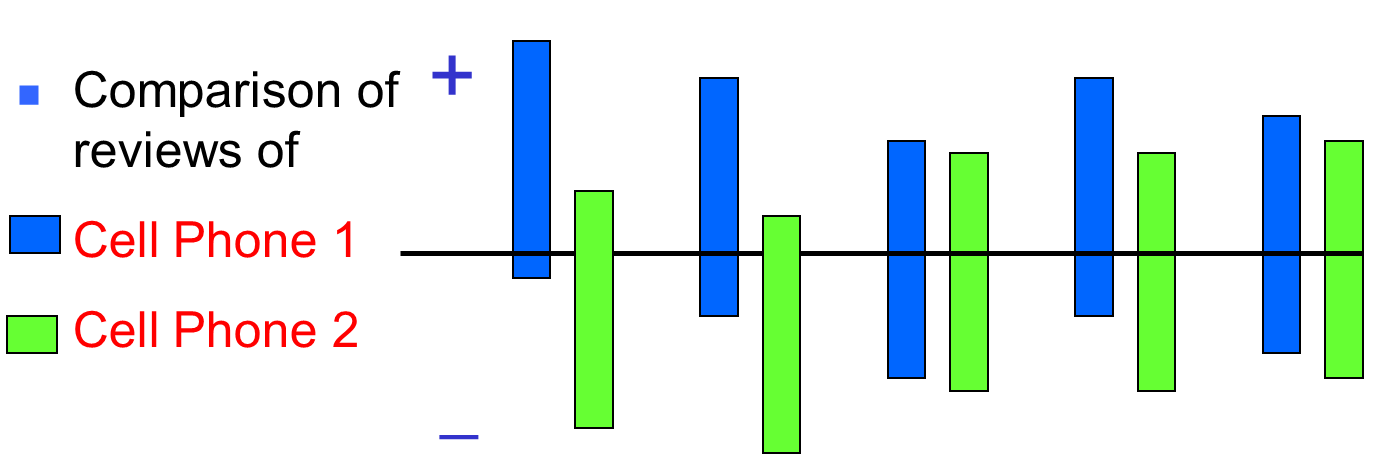 Comparison of
reviews of
Cell Phone 1
Cell Phone 2
+
_